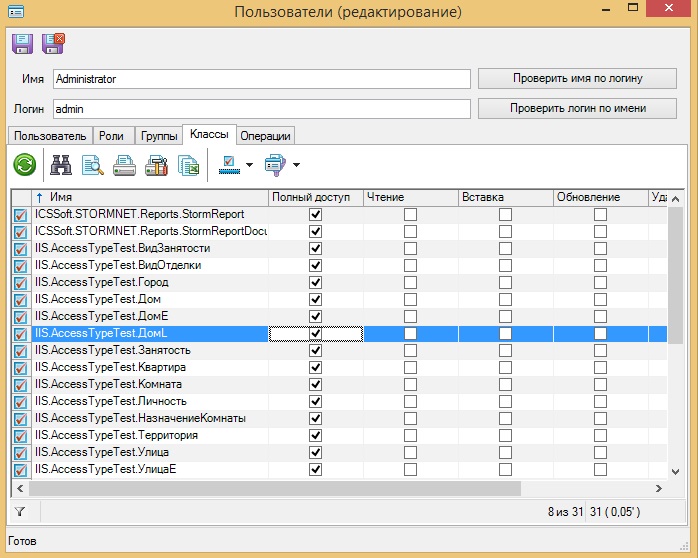 Пользователи (редактирование)
Имя Administrator Проверить имя по логину
Логин admin Проверить логин по имени
Пользователь Роли Группы Классы Операции
Имя Полный доступ Чтение Вставка Обновление Уда
ICSSoft.STORMNET.Reports.StormReport
ICSSoft.STORMNET.Reports.StormReportDocu
IIS.AccessTypeTest.ВидЗанятости
IIS.AccessTypeTest.ВидОтделки
IIS.AccessTypeTest.Город
IIS.AccessTypeTest.Дом
IIS.AccessTypeTest.ДомЕ
IIS.AccessTypeTest.ДомL
IIS.AccessTypeTest.Занятость
IIS.AccessTypeTest.Квартира
IIS.AccessTypeTest.Комната
IIS.AccessTypeTest.Личность
IIS.AccessTypeTest.НазначениеКомнаты
IIS.AccessTypeTest.Территория
IIS.AccessTypeTest.Улица
IIS.AccessTypeTest.УлицаЕ
8 из 31 31 ( 0,05' )
Готов